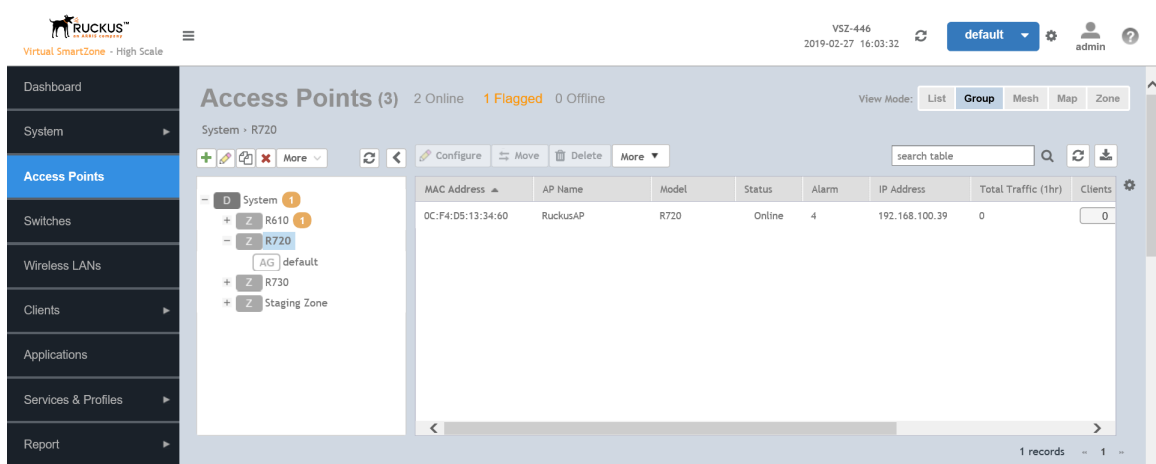 RUCKUS™
an ARRIS company
Virtual SmartZone - High Scale
VSZ-446
2019-02-27 16:03:32
default
admin
Dashboard
System
Access Points
Switches
Wireless LANs
Clients
Applications
Services & Profiles
Report
Access Points (3) 2 Online 1 Flagged 0 Offline
View Mode: List Group Mesh Map Zone
System › R720
More
Configure Move Delete More
search table
D System 1
Z R610 1
Z R720
AG default
Z R730
Z Staging Zone
MAC Address AP Name Model Status Alarm IP Address Total Traffic (1hr) Clients
0C:F4:D5:13:34:60 RuckusAP R720 Online 4 192.168.100.39 0 0
1 records « 1 »